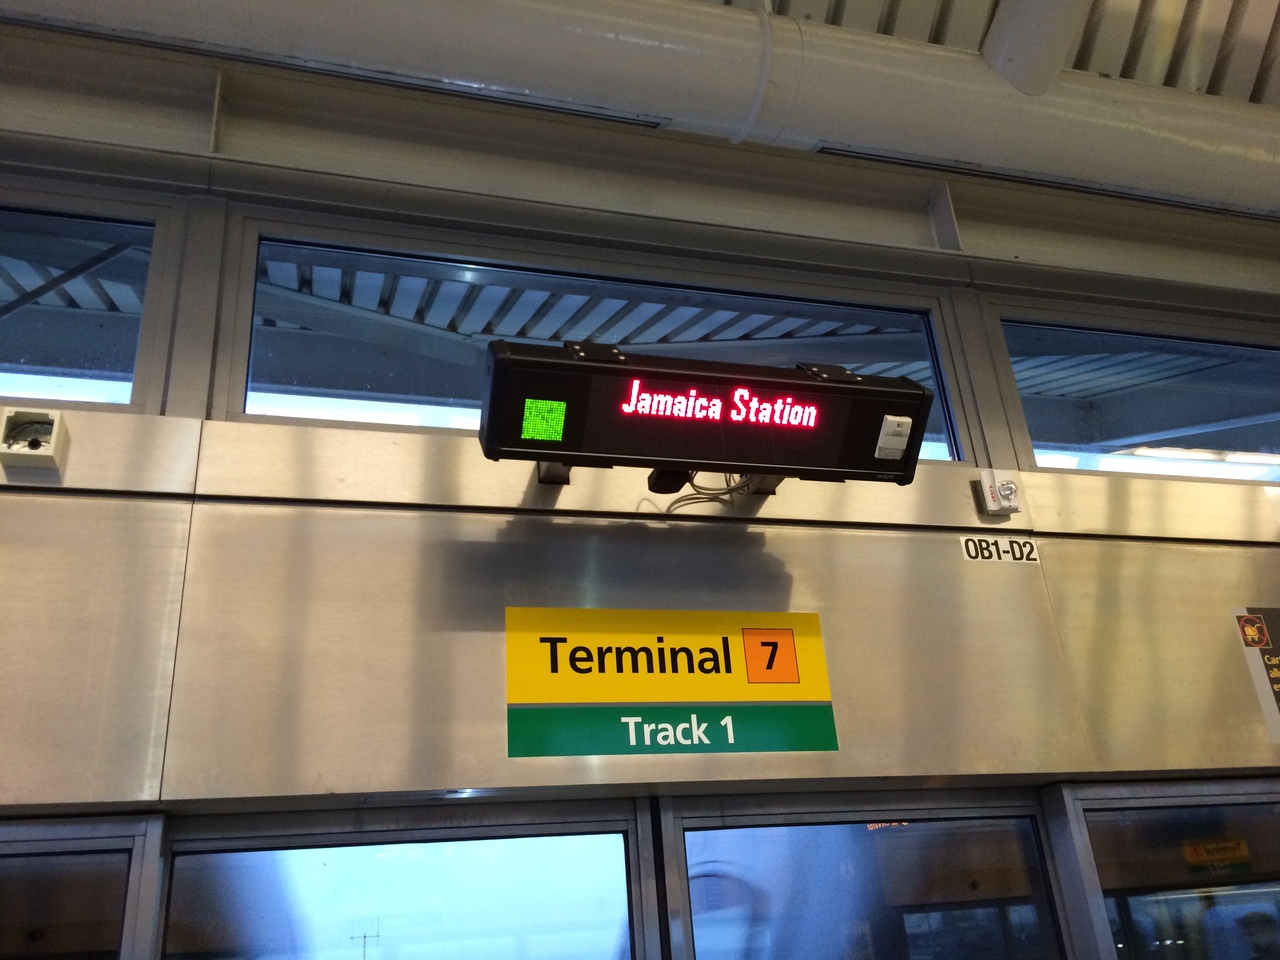 Jamaica Station
OB1-D2
Terminal 7
Track 1